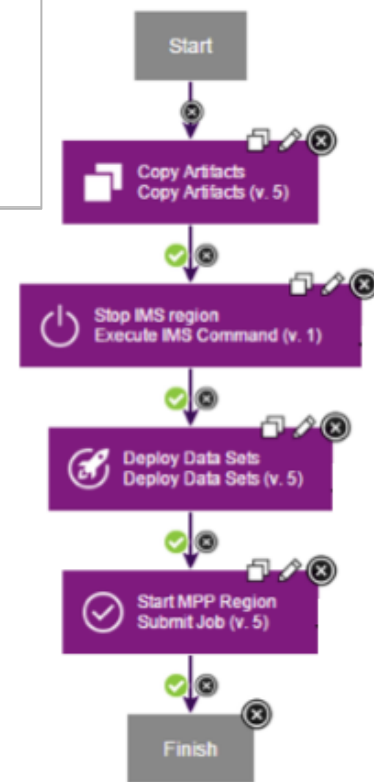 Start
Copy Artifacts
Copy Artifacts (v. 5)
Stop IMS region
Execute IMS Command (v. 1)
Deploy Data Sets
Deploy Data Sets (v. 5)
Start MPP Region
Submit Job (v. 5)
Finish